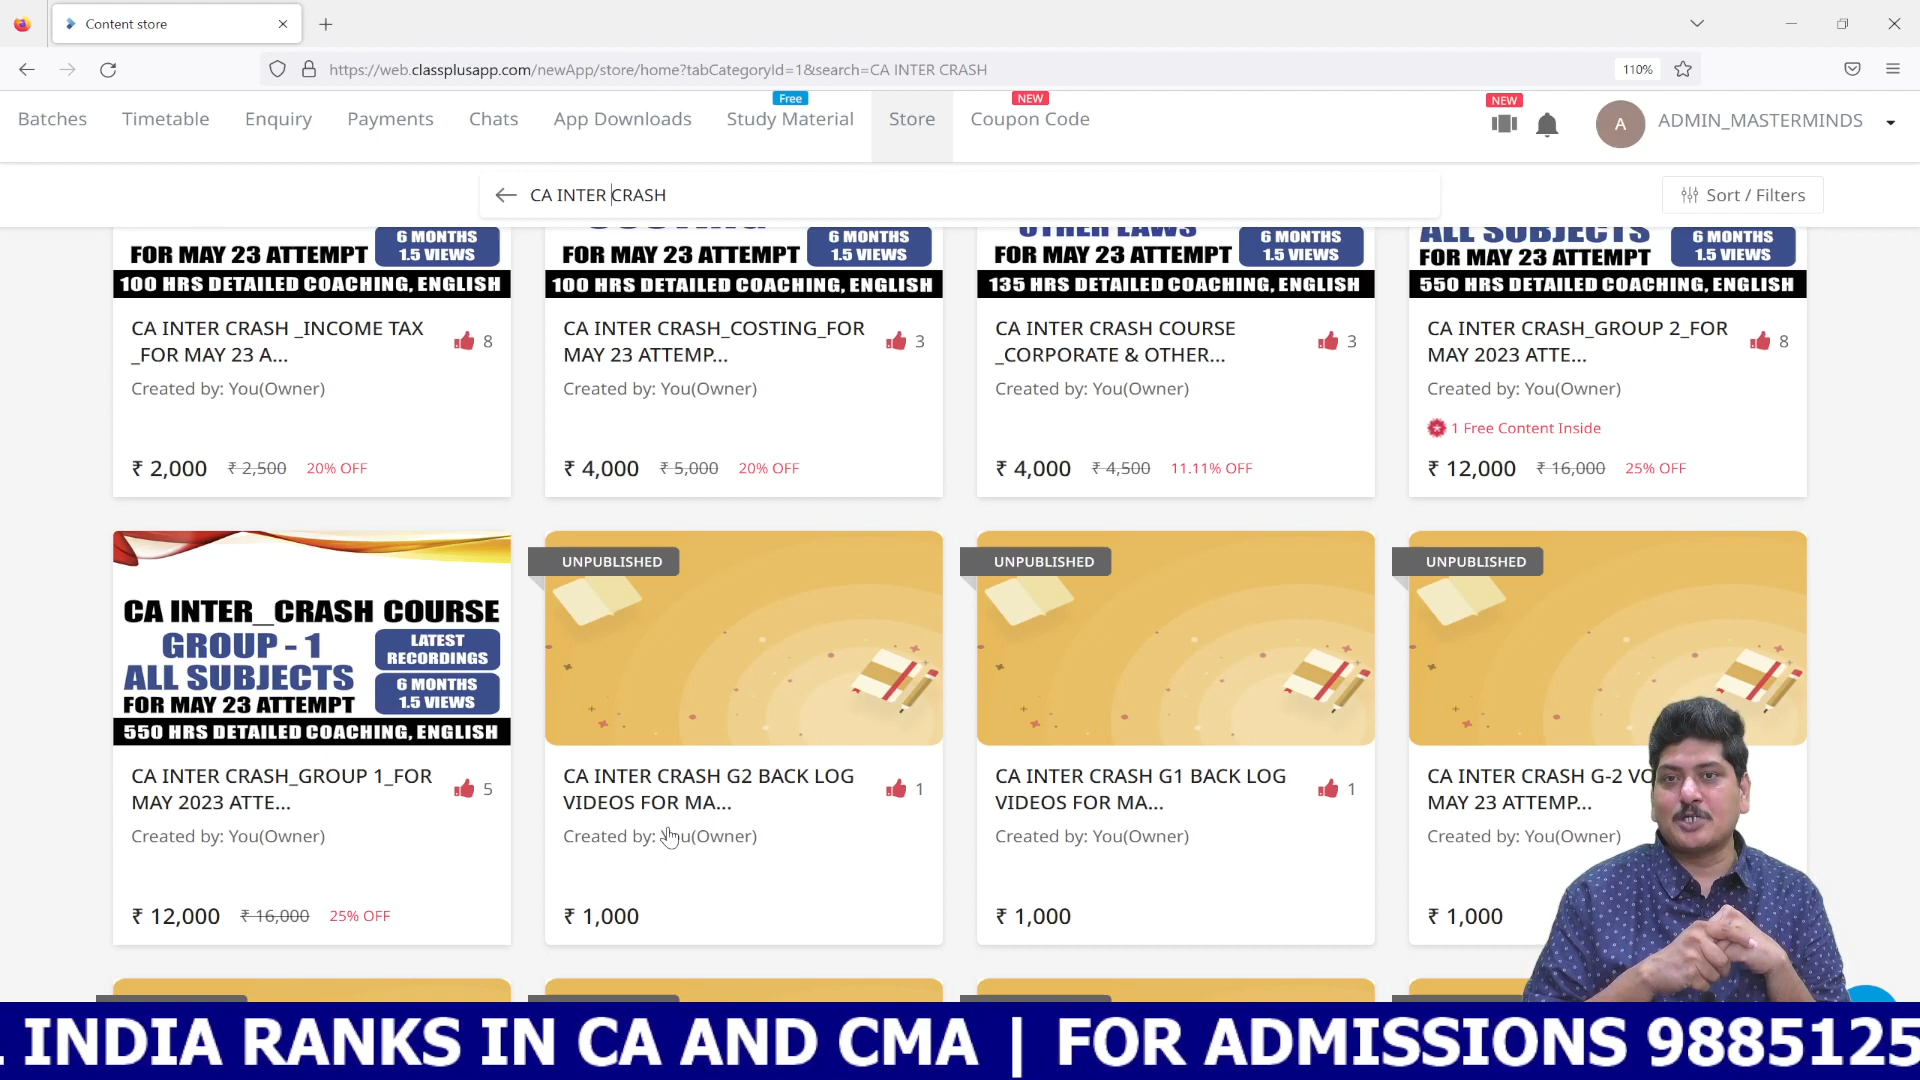 Content store
https://web.classplusapp.com/newApp/store/home?tabCategoryId=1&search=CA INTER CRASH
110%
Free
NEW
NEW
Batches
Timetable
Enquiry
Payments
Chats
App Downloads
Study Material
Store
Coupon Code
A
ADMIN_MASTERMINDS
CA INTER CRASH
Sort / Filters
FOR MAY 23 ATTEMPT
6 MONTHS
1.5 VIEWS
100 HRS DETAILED COACHING, ENGLISH
FOR MAY 23 ATTEMPT
6 MONTHS
1.5 VIEWS
100 HRS DETAILED COACHING, ENGLISH
OTHER LAWS
FOR MAY 23 ATTEMPT
6 MONTHS
1.5 VIEWS
135 HRS DETAILED COACHING, ENGLISH
ALL SUBJECTS
FOR MAY 23 ATTEMPT
6 MONTHS
1.5 VIEWS
550 HRS DETAILED COACHING, ENGLISH
CA INTER CRASH _INCOME TAX
_FOR MAY 23 A...
8
Created by: You(Owner)
₹ 2,000 ₹ 2,500 20% OFF
CA INTER CRASH_COSTING_FOR
MAY 23 ATTEMP...
3
Created by: You(Owner)
₹ 4,000 ₹ 5,000 20% OFF
CA INTER CRASH COURSE
_CORPORATE & OTHER...
3
Created by: You(Owner)
₹ 4,000 ₹ 4,500 11.11% OFF
CA INTER CRASH_GROUP 2_FOR
MAY 2023 ATTE...
8
Created by: You(Owner)
1 Free Content Inside
₹ 12,000 ₹ 16,000 25% OFF
CA INTER_CRASH COURSE
GROUP - 1
ALL SUBJECTS
FOR MAY 23 ATTEMPT
LATEST
RECORDINGS
6 MONTHS
1.5 VIEWS
550 HRS DETAILED COACHING, ENGLISH
CA INTER CRASH_GROUP 1_FOR
MAY 2023 ATTE...
5
Created by: You(Owner)
₹ 12,000 ₹ 16,000 25% OFF
UNPUBLISHED
CA INTER CRASH G2 BACK LOG
VIDEOS FOR MA...
1
Created by: You(Owner)
₹ 1,000
UNPUBLISHED
CA INTER CRASH G1 BACK LOG
VIDEOS FOR MA...
1
Created by: You(Owner)
₹ 1,000
UNPUBLISHED
CA INTER CRASH G-2 VO
MAY 23 ATTEMP...
Created by: You(Owner)
₹ 1,000
INDIA RANKS IN CA AND CMA | FOR ADMISSIONS 9885125